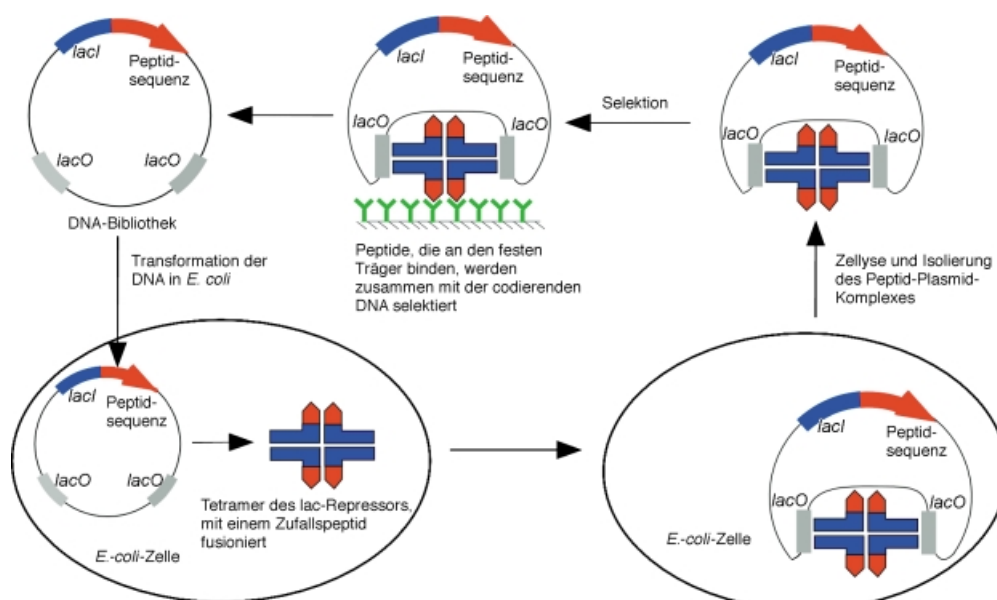 lacI
Peptid-
sequenz
lacO
lacO
DNA-Bibliothek
lacI
Peptid-
sequenz
lacO
lacO
Peptide, die an den festen
Träger binden, werden
zusammen mit der codierenden
DNA selektiert
Selektion
lacI
Peptid-
sequenz
lacO
lacO
Transformation der
DNA in E. coli
Zellyse und Isolierung
des Peptid-Plasmid-
Komplexes
lacI
Peptid-
sequenz
lacO
lacO
E.-coli-Zelle
Tetramer des lac-Repressors,
mit einem Zufallspeptid
fusioniert
lacI
Peptid-
sequenz
lacO
lacO
E.-coli-Zelle